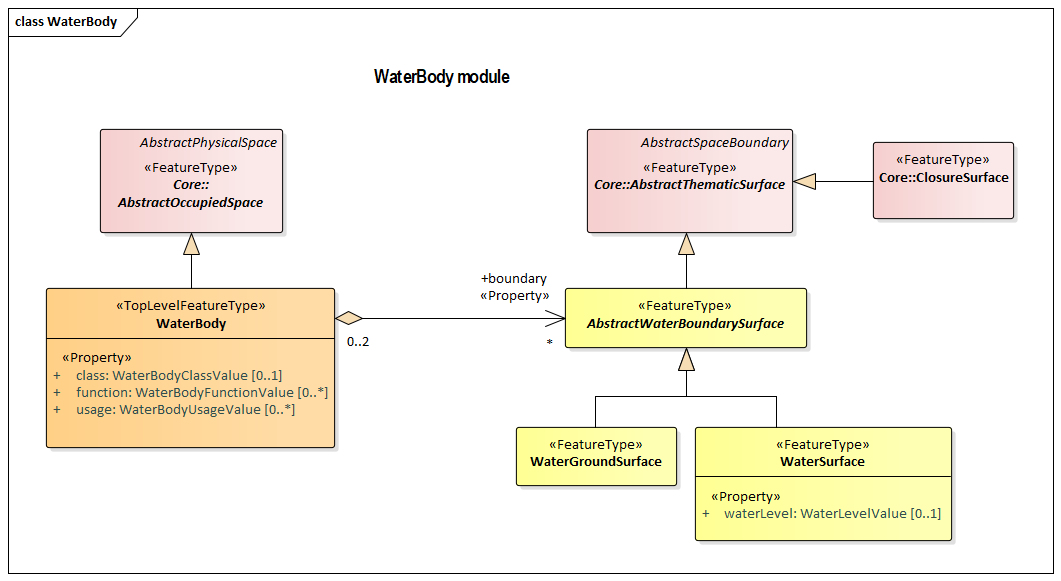 class WaterBody
WaterBody module
AbstractPhysicalSpace
«FeatureType»
Core::
AbstractOccupiedSpace
AbstractSpaceBoundary
«FeatureType»
Core::AbstractThematicSurface
«FeatureType»
Core::ClosureSurface
«TopLevelFeatureType»
WaterBody
«Property»
+ class: WaterBodyClassValue [0..1]
+ function: WaterBodyFunctionValue [0..*]
+ usage: WaterBodyUsageValue [0..*]
+boundary
«Property»
0..2
*
«FeatureType»
AbstractWaterBoundarySurface
«FeatureType»
WaterGroundSurface
«FeatureType»
WaterSurface
«Property»
+ waterLevel: WaterLevelValue [0..1]